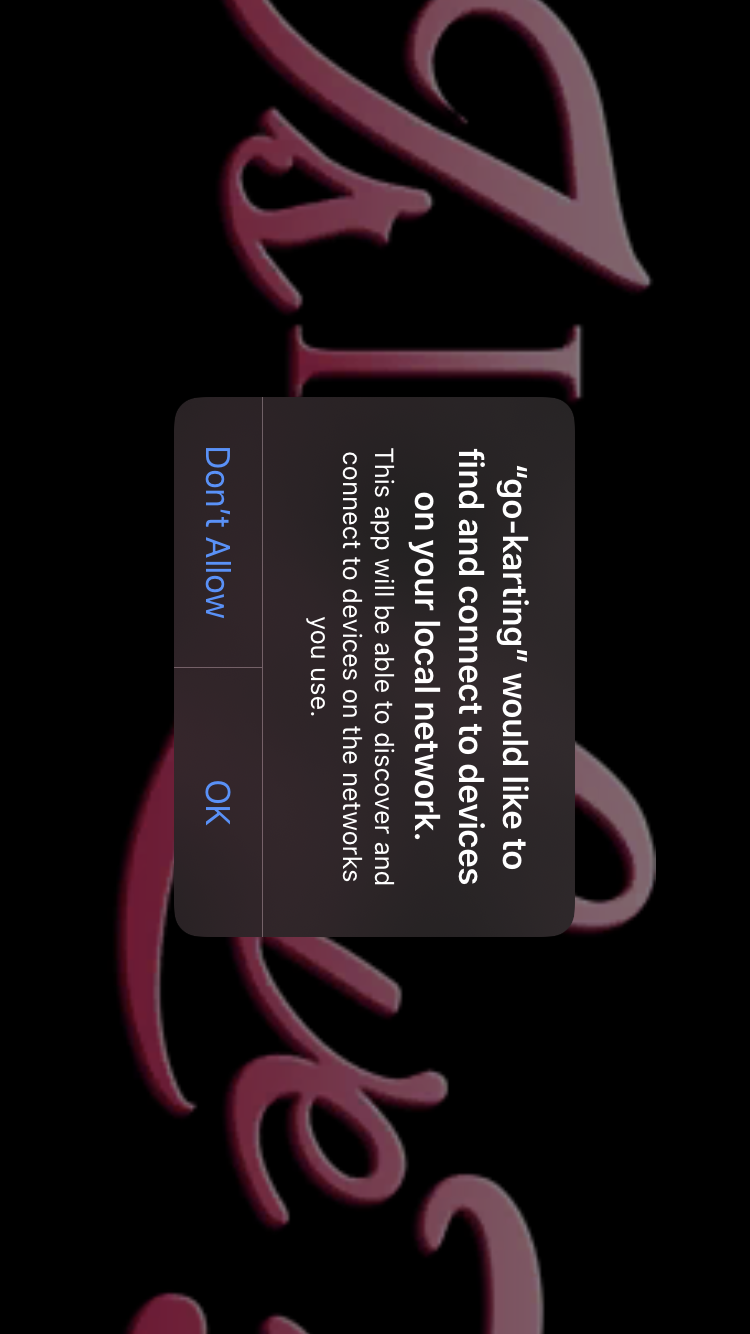 “go-karting” would like to
find and connect to devices
on your local network.
This app will be able to discover and
connect to devices on the networks
you use.
Don’t Allow
OK